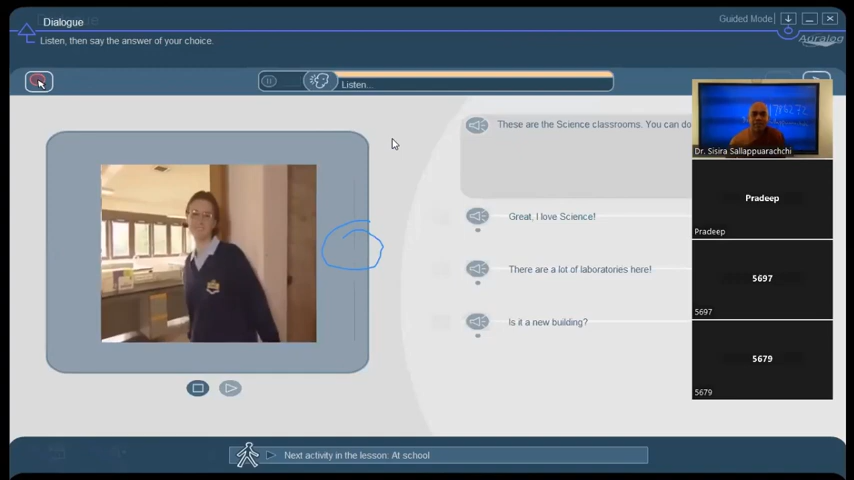 Dialogue
Guided Mode
Listen, then say the answer of your choice.
Auralog
Listen...
These are the Science classrooms. You can do
Great, I love Science!
There are a lot of laboratories here!
Is it a new building?
Dr. Sisira Sallappuarachchi
Pradeep
Pradeep
5697
5697
5679
5679
Next activity in the lesson: At school